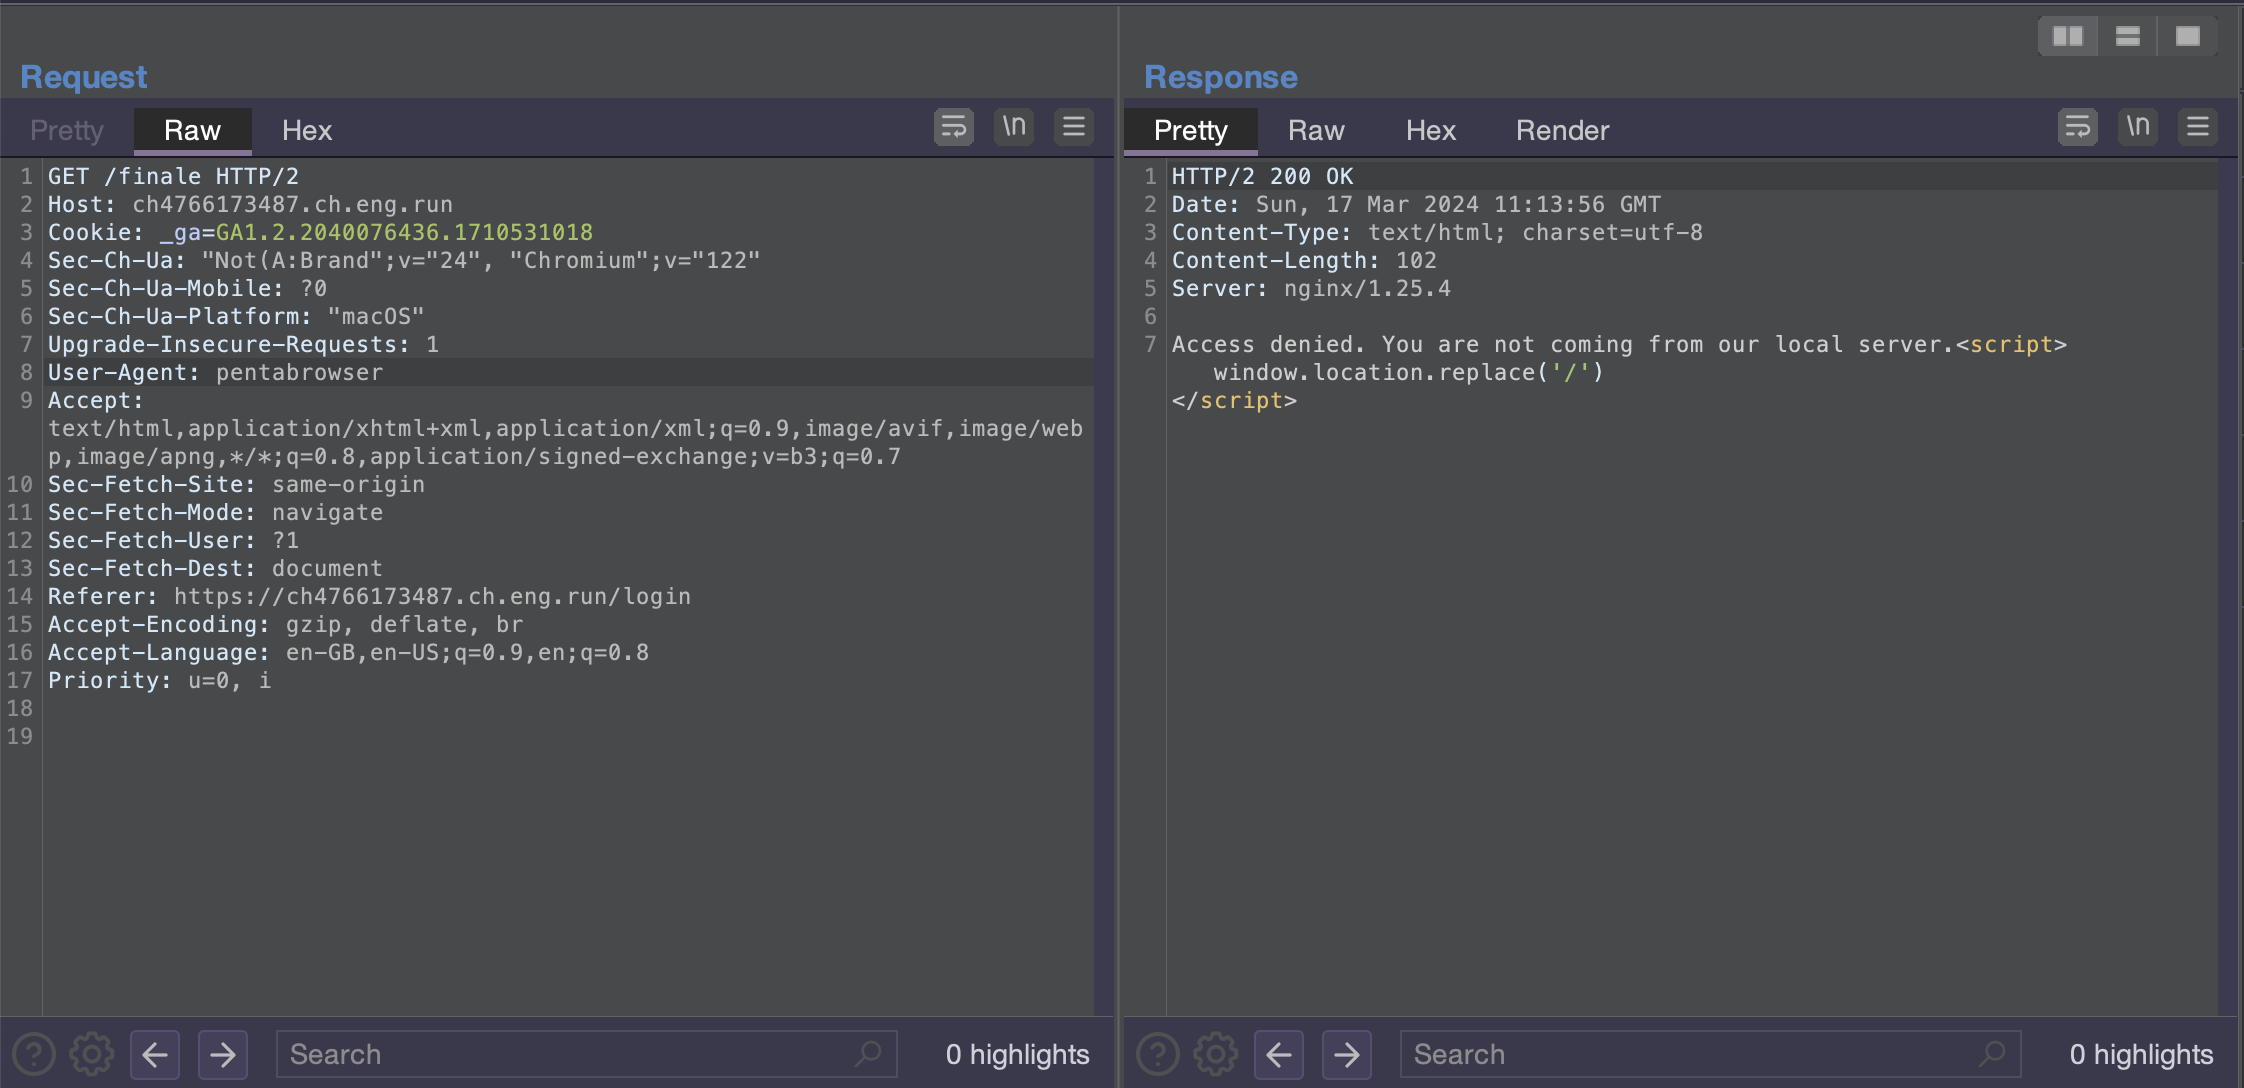 Request
Pretty Raw Hex \n
1 GET /finale HTTP/2
2 Host: ch4766173487.ch.eng.run
3 Cookie: _ga=GA1.2.2040076436.1710531018
4 Sec-Ch-Ua: "Not(A:Brand";v="24", "Chromium";v="122"
5 Sec-Ch-Ua-Mobile: ?0
6 Sec-Ch-Ua-Platform: "macOS"
7 Upgrade-Insecure-Requests: 1
8 User-Agent: pentabrowser
9 Accept:
text/html,application/xhtml+xml,application/xml;q=0.9,image/avif,image/web
p,image/apng,*/*;q=0.8,application/signed-exchange;v=b3;q=0.7
10 Sec-Fetch-Site: same-origin
11 Sec-Fetch-Mode: navigate
12 Sec-Fetch-User: ?1
13 Sec-Fetch-Dest: document
14 Referer: https://ch4766173487.ch.eng.run/login
15 Accept-Encoding: gzip, deflate, br
16 Accept-Language: en-GB,en-US;q=0.9,en;q=0.8
17 Priority: u=0, i
18
19
Search 0 highlights
Response
Pretty Raw Hex Render \n
1 HTTP/2 200 OK
2 Date: Sun, 17 Mar 2024 11:13:56 GMT
3 Content-Type: text/html; charset=utf-8
4 Content-Length: 102
5 Server: nginx/1.25.4
6
7 Access denied. You are not coming from our local server.<script>
window.location.replace('/')
</script>
Search 0 highlights